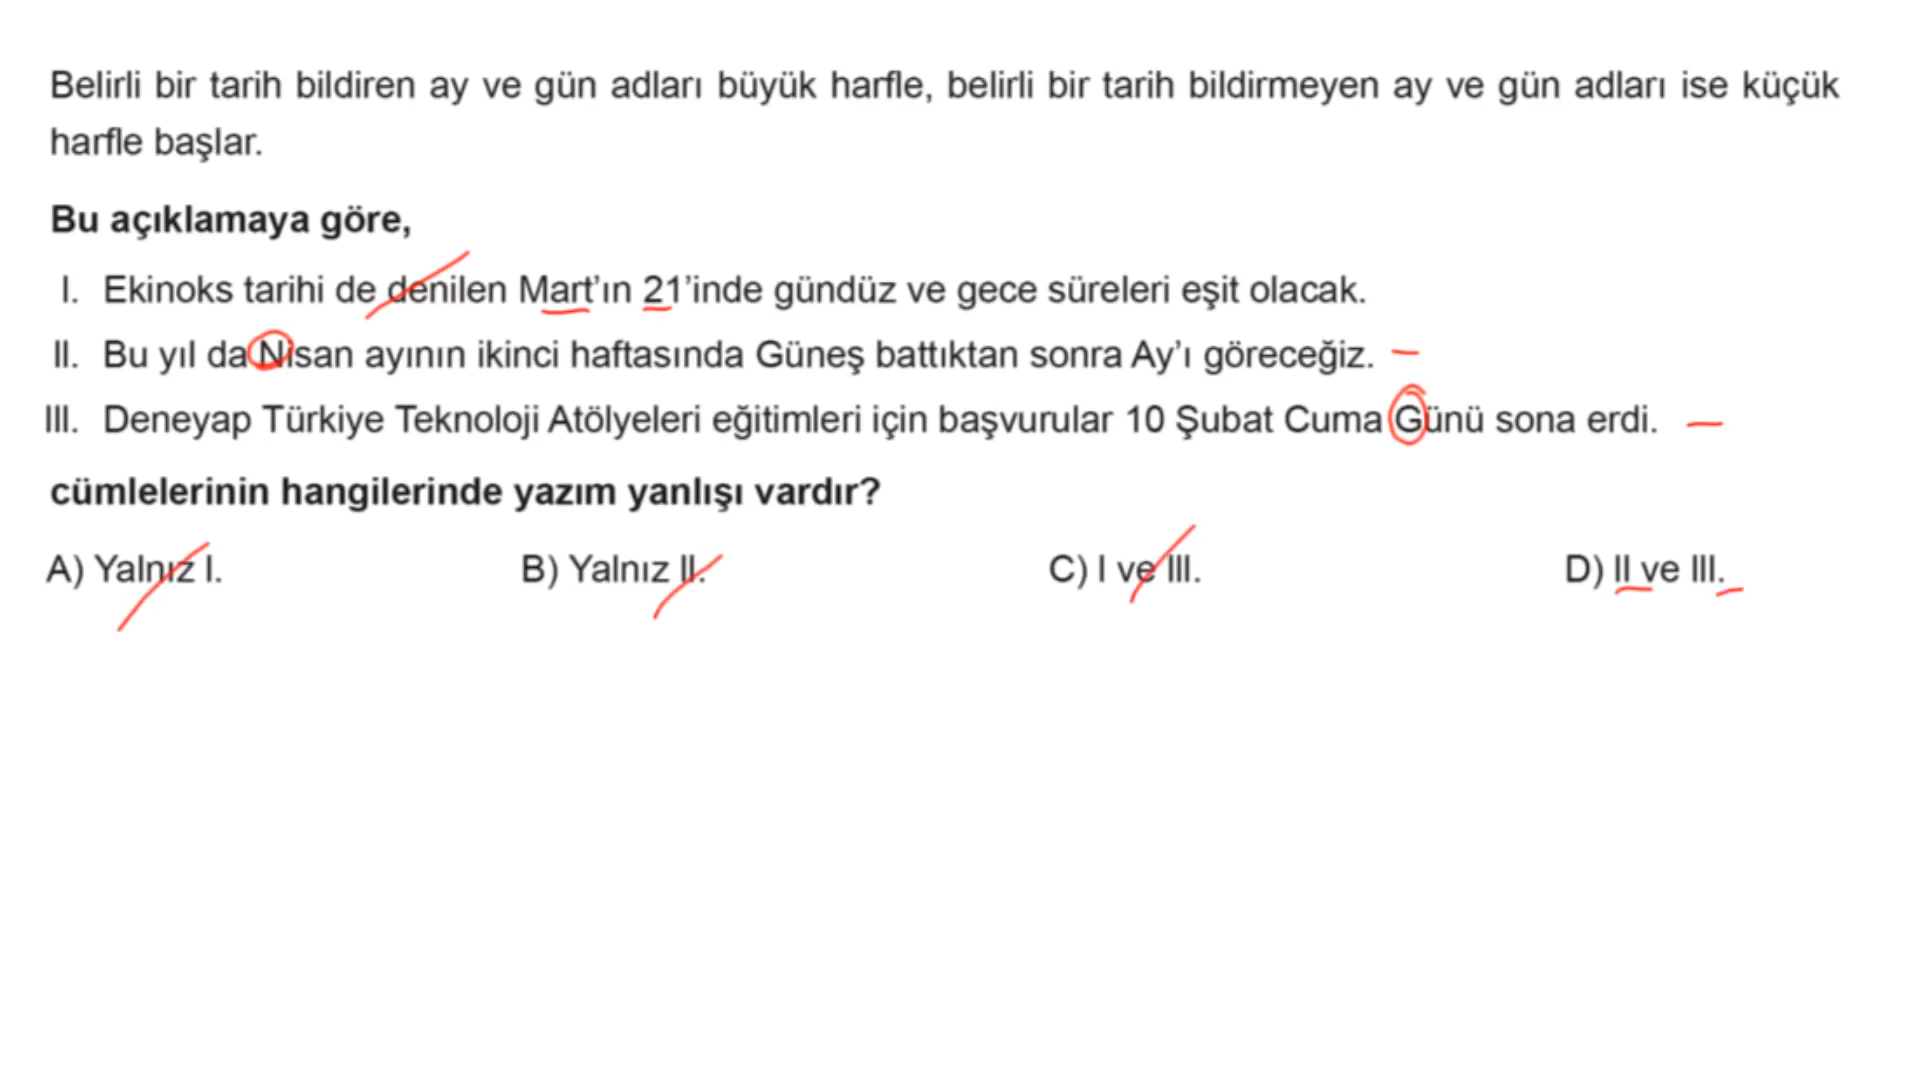 Belirli bir tarih bildiren ay ve gün adları büyük harfle, belirli bir tarih bildirmeyen ay ve gün adları ise küçük
harfle başlar.
Bu açıklamaya göre,
I. Ekinoks tarihi de denilen Mart’ın 21’inde gündüz ve gece süreleri eşit olacak.
II. Bu yıl da Nisan ayının ikinci haftasında Güneş battıktan sonra Ay’ı göreceğiz.
III. Deneyap Türkiye Teknoloji Atölyeleri eğitimleri için başvurular 10 Şubat Cuma Günü sona erdi.
cümlelerinin hangilerinde yazım yanlışı vardır?
A) Yalnız I. B) Yalnız II. C) I ve III. D) II ve III.